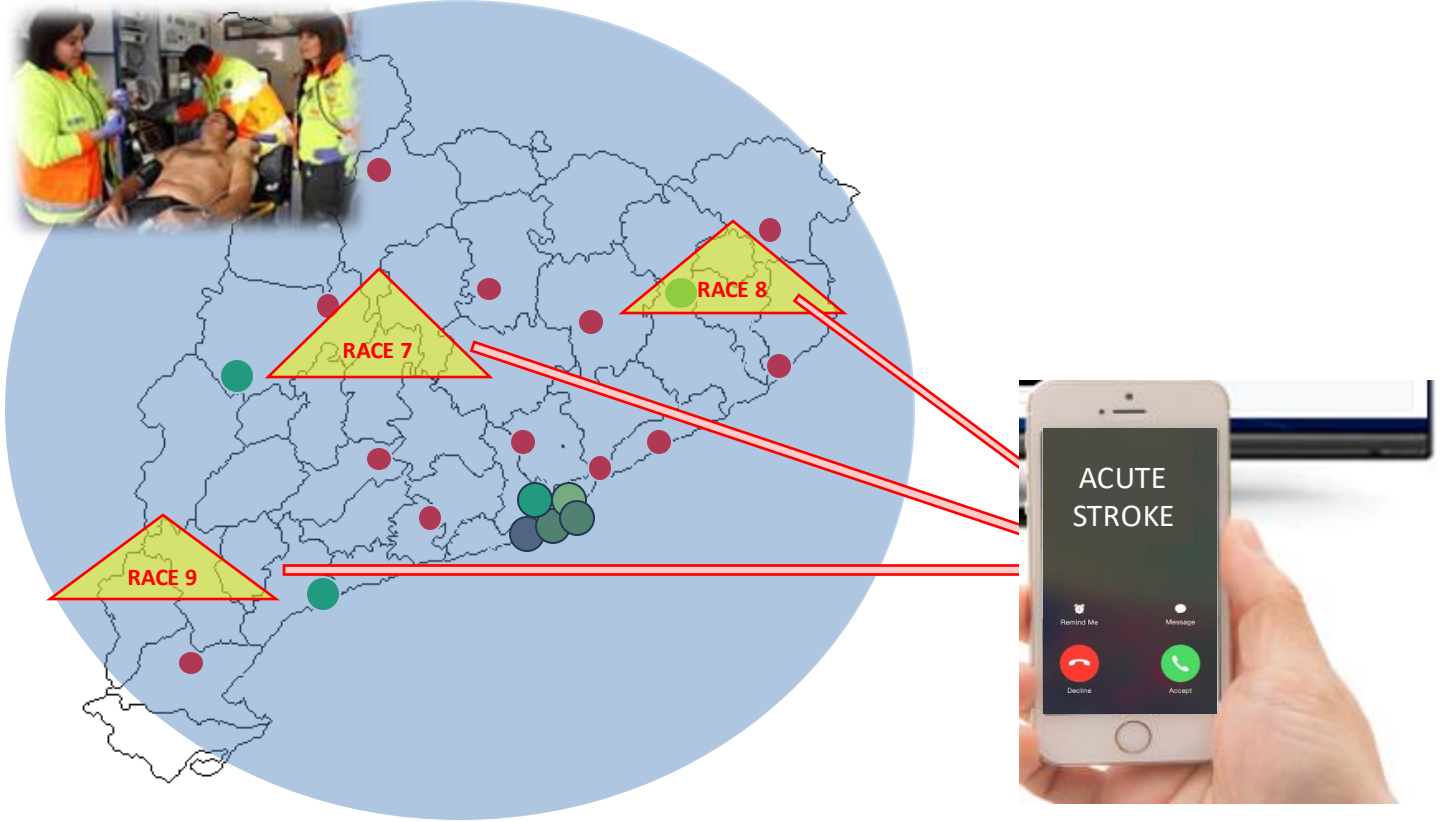 RACE 8
RACE 7
RACE 9
ACUTE
STROKE
Remind Me
Message
Decline
Accept